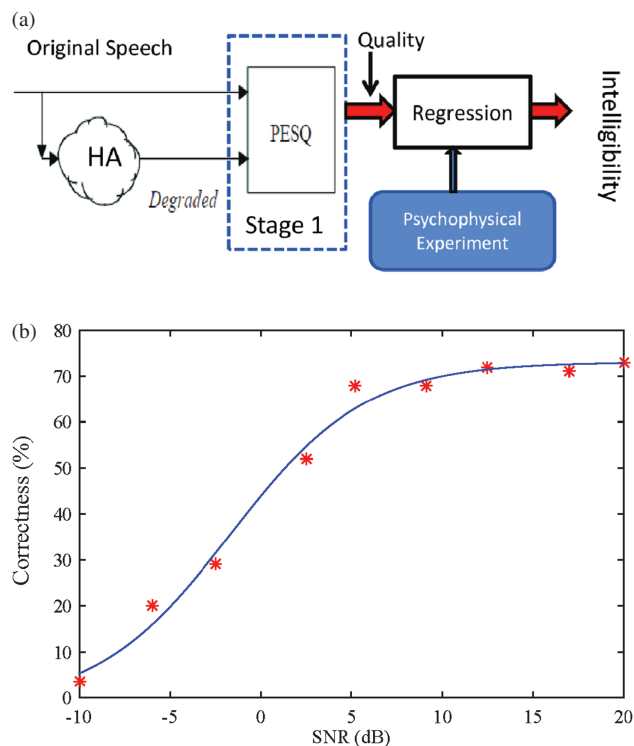 (a)
Original Speech
Quality
HA
Degraded
PESQ
Stage 1
Regression
Intelligibility
Psychophysical
Experiment
(b)
Correctness (%)
80
70
60
50
40
30
20
10
0
-10
-5
0
5
10
15
20
SNR (dB)